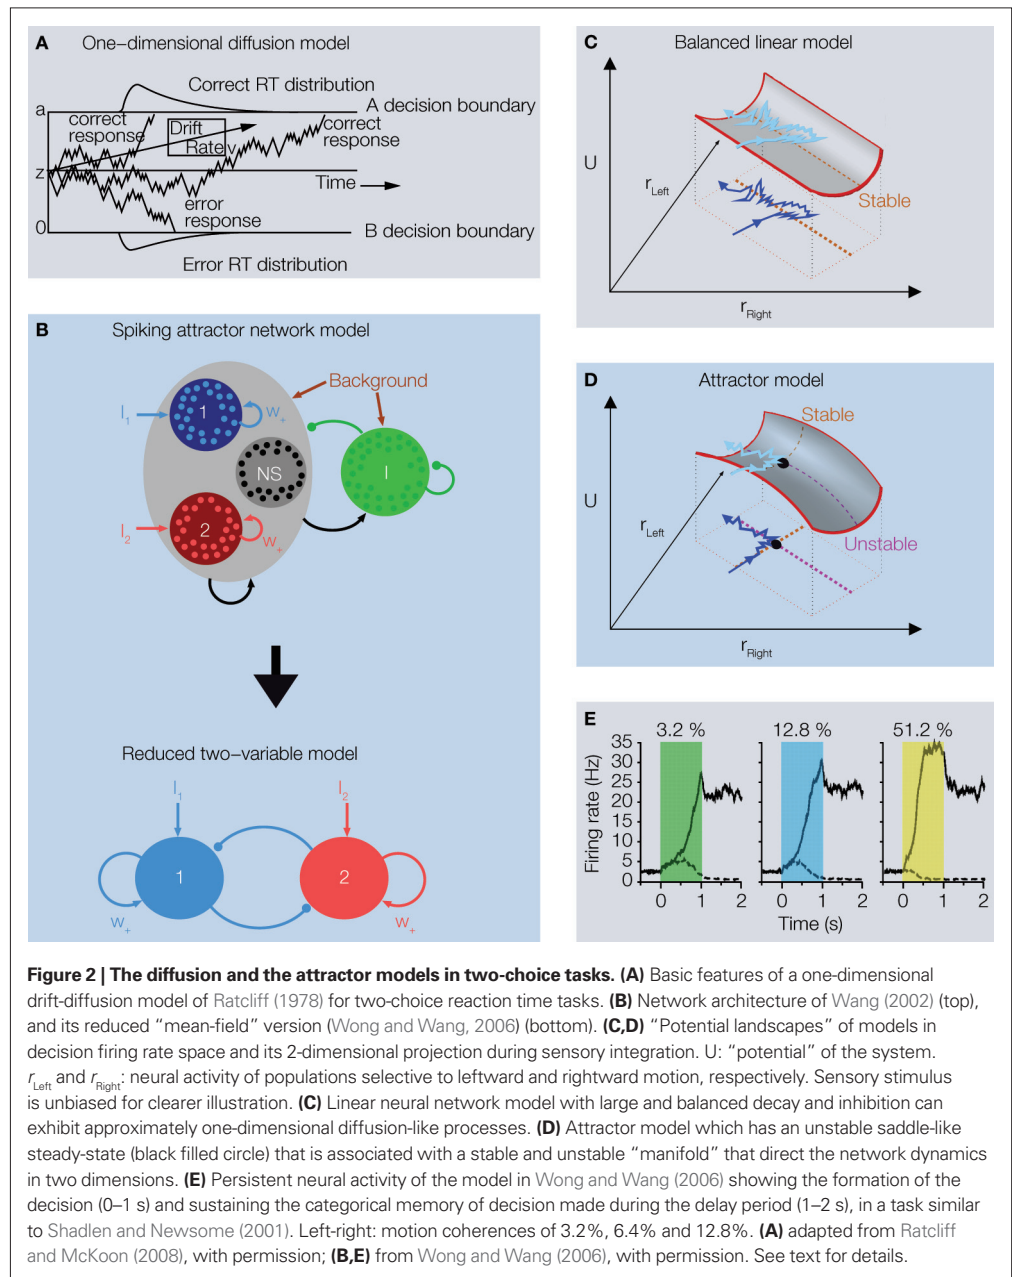 A
One–dimensional diffusion model
Correct RT distribution
a
A decision boundary
correct
response
Drift
Rate v
correct
response
z
Time
error
response
0
B decision boundary
Error RT distribution
B
Spiking attractor network model
Background
I1
1
w+
NS
I
I2
2
w+
Reduced two–variable model
I1
I2
1
2
w+
w+
C
Balanced linear model
U
rLeft
Stable
rRight
D
Attractor model
Stable
U
rLeft
Unstable
rRight
E
3.2 %
12.8 %
51.2 %
Firing rate (Hz)
35
30
25
20
15
10
5
0
0 1 2
0 1 2
0 1 2
Time (s)
Figure 2 | The diffusion and the attractor models in two-choice tasks. (A) Basic features of a one-dimensional
drift-diffusion model of Ratcliff (1978) for two-choice reaction time tasks. (B) Network architecture of Wang (2002) (top),
and its reduced “mean-field” version (Wong and Wang, 2006) (bottom). (C,D) “Potential landscapes” of models in
decision firing rate space and its 2-dimensional projection during sensory integration. U: “potential” of the system.
rLeft and rRight: neural activity of populations selective to leftward and rightward motion, respectively. Sensory stimulus
is unbiased for clearer illustration. (C) Linear neural network model with large and balanced decay and inhibition can
exhibit approximately one-dimensional diffusion-like processes. (D) Attractor model which has an unstable saddle-like
steady-state (black filled circle) that is associated with a stable and unstable “manifold” that direct the network dynamics
in two dimensions. (E) Persistent neural activity of the model in Wong and Wang (2006) showing the formation of the
decision (0–1 s) and sustaining the categorical memory of decision made during the delay period (1–2 s), in a task similar
to Shadlen and Newsome (2001). Left-right: motion coherences of 3.2%, 6.4% and 12.8%. (A) adapted from Ratcliff
and McKoon (2008), with permission; (B,E) from Wong and Wang (2006), with permission. See text for details.